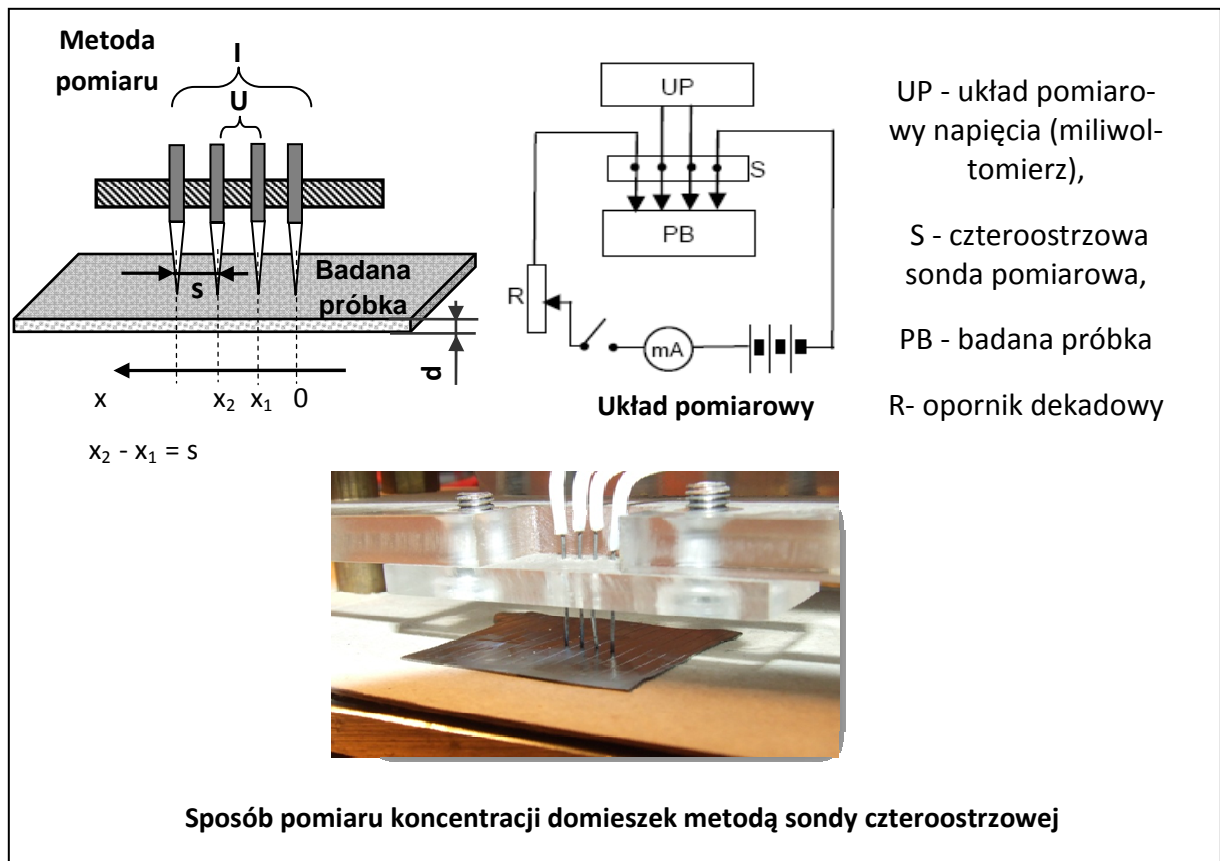 Metoda
pomiaru
I
U
Badana
próbka
s
d
x x₂ x₁ 0
x₂ - x₁ = s
UP
S
PB
R
mA
Układ pomiarowy
UP - układ pomiaro-
wy napięcia (miliwol-
tomierz),
S - czteroostrzowa
sonda pomiarowa,
PB - badana próbka
R- opornik dekadowy
Sposób pomiaru koncentracji domieszek metodą sondy czteroostrzowej